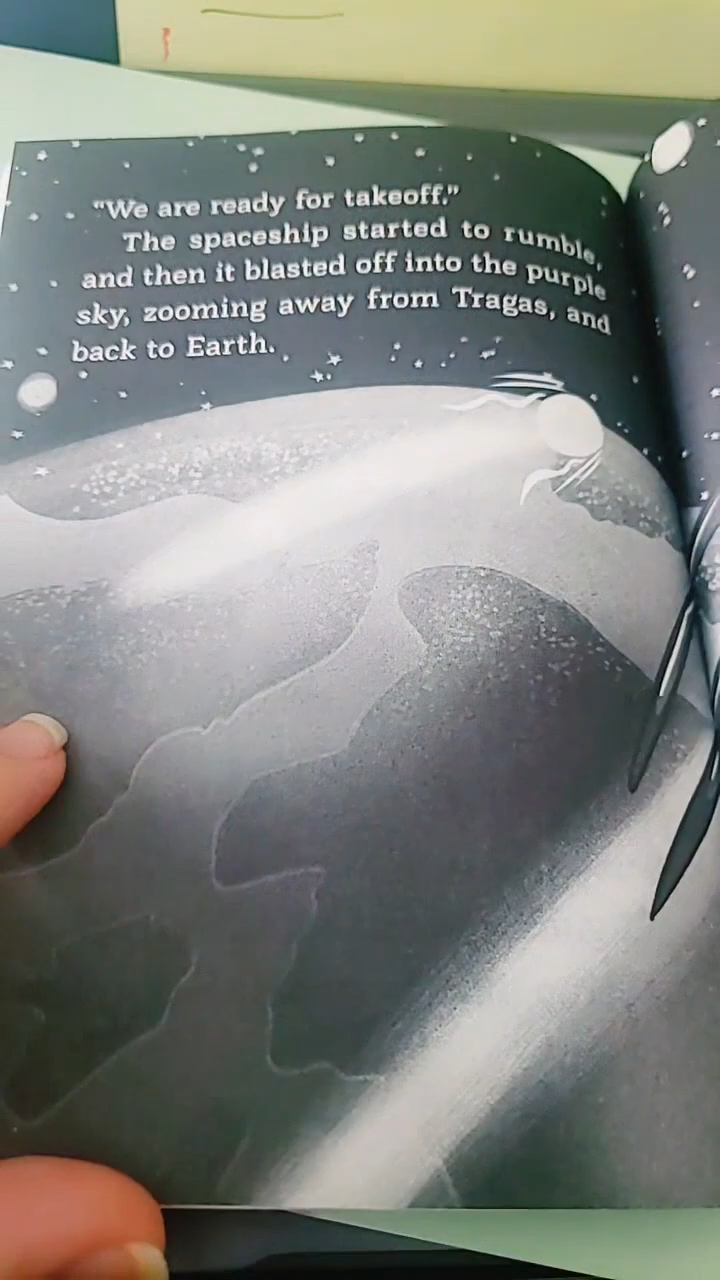 "We are ready for takeoff."
The spaceship started to rumble,
and then it blasted off into the purple
sky, zooming away from Tragas, and
back to Earth.